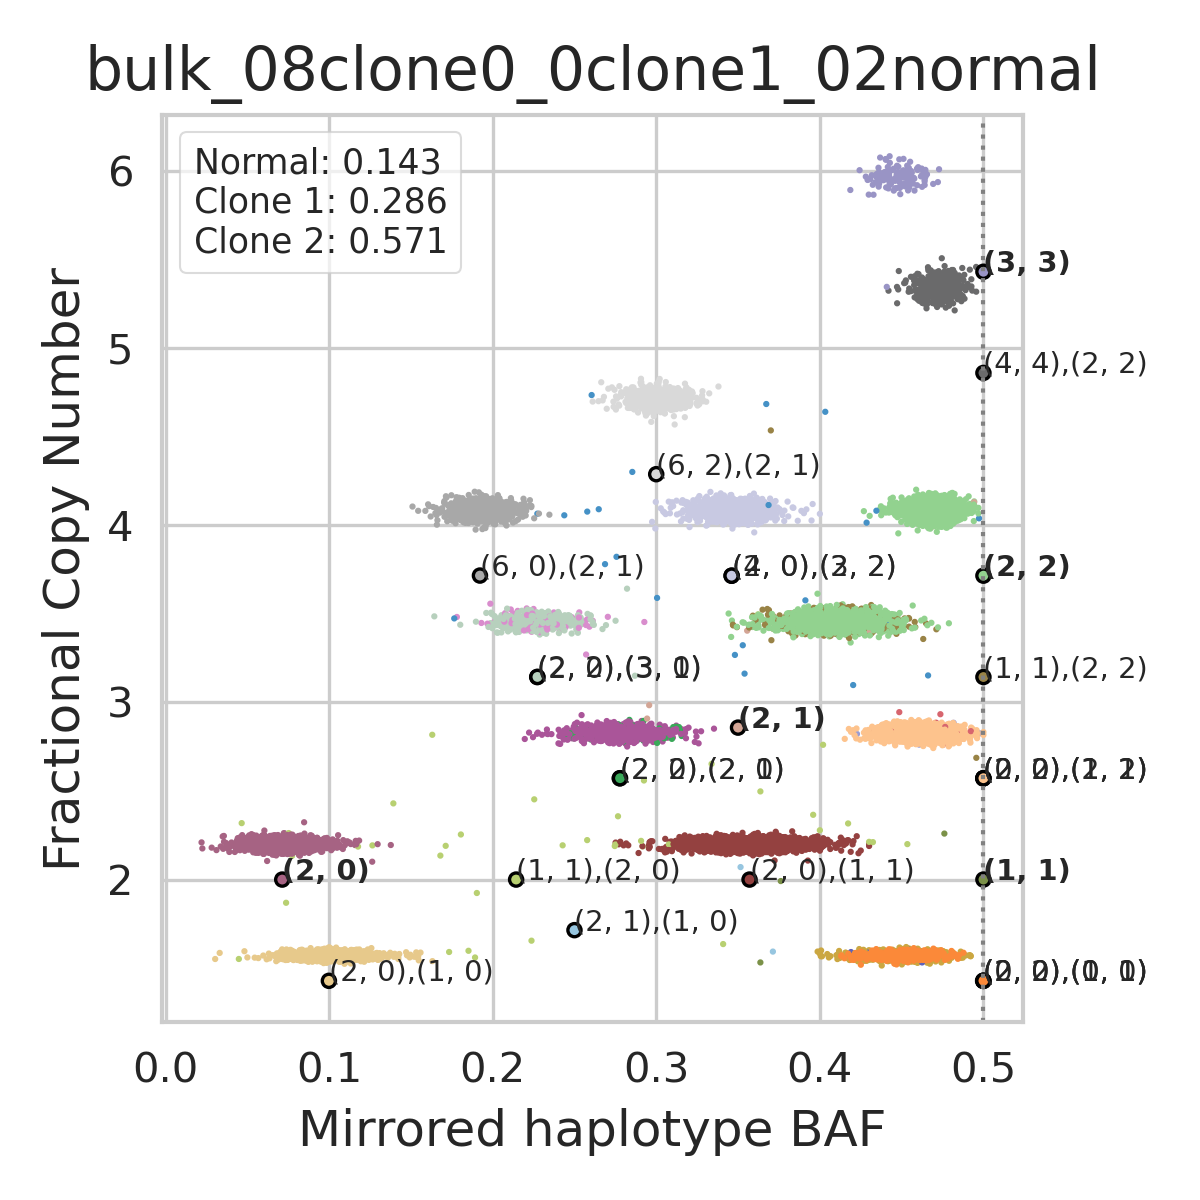 bulk_08clone0_0clone1_02normal
Normal: 0.143
Clone 1: 0.286
Clone 2: 0.571
6
5
4
3
2
Fractional Copy Number
(3, 3)
(4, 4),(2, 2)
(6, 2),(2, 1)
(6, 0),(2, 1)
(2, 2)
(1, 1),(2, 2)
(2, 1)
(2, 0)
(1, 1),(2, 0)
(2, 0),(1, 1)
(1, 1)
(2, 1),(1, 0)
(2, 0),(1, 0)
0.0
0.1
0.2
0.3
0.4
0.5
Mirrored haplotype BAF